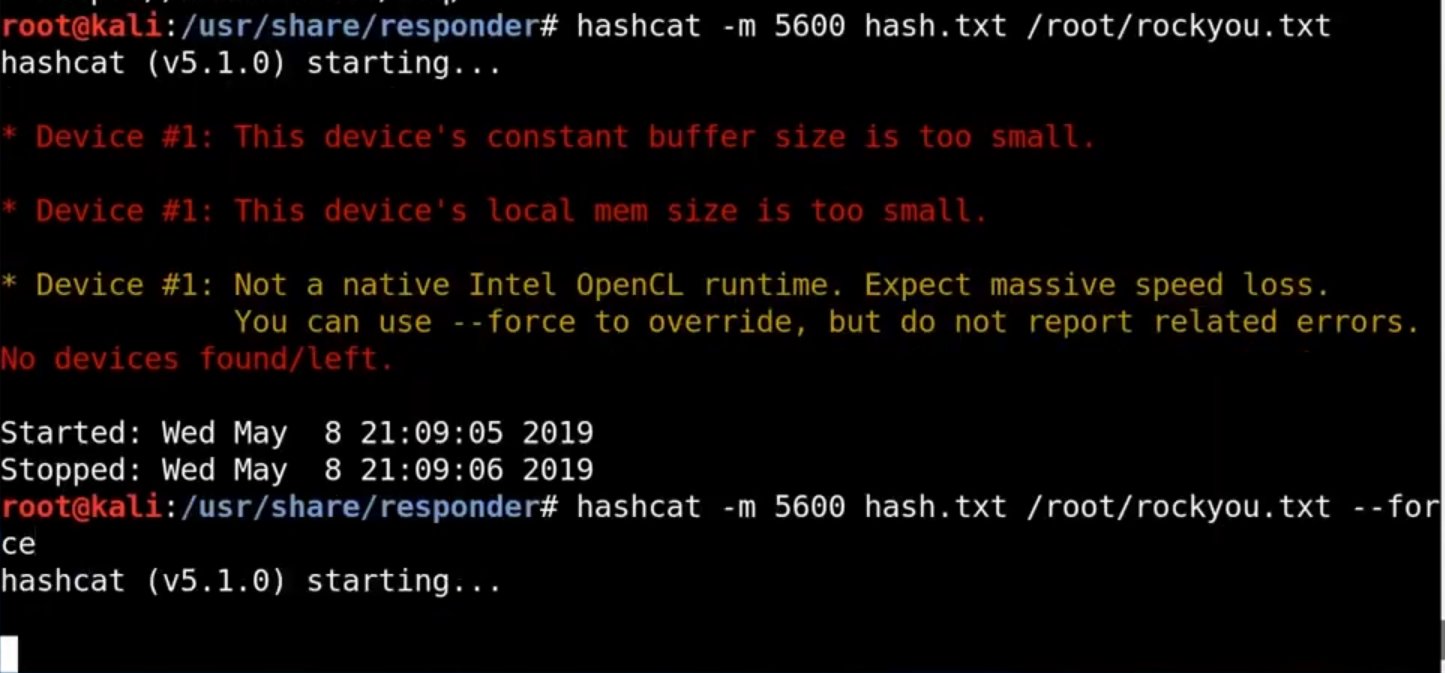 root@kali:/usr/share/responder# hashcat -m 5600 hash.txt /root/rockyou.txt
hashcat (v5.1.0) starting...
* Device #1: This device's constant buffer size is too small.
* Device #1: This device's local mem size is too small.
* Device #1: Not a native Intel OpenCL runtime. Expect massive speed loss.
You can use --force to override, but do not report related errors.
No devices found/left.
Started: Wed May  8 21:09:05 2019
Stopped: Wed May  8 21:09:06 2019
root@kali:/usr/share/responder# hashcat -m 5600 hash.txt /root/rockyou.txt --for
ce
hashcat (v5.1.0) starting...